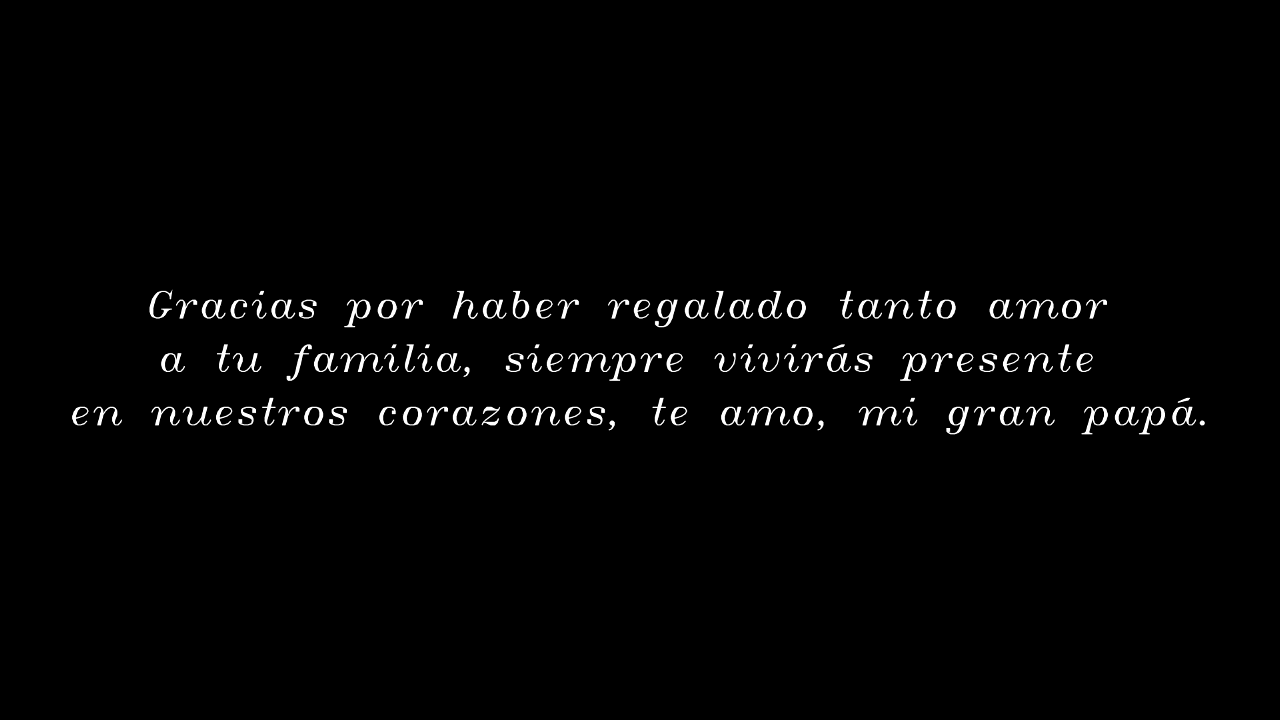 Gracias por haber regalado tanto amor
a tu familia, siempre vivirás presente
en nuestros corazones, te amo, mi gran papá.